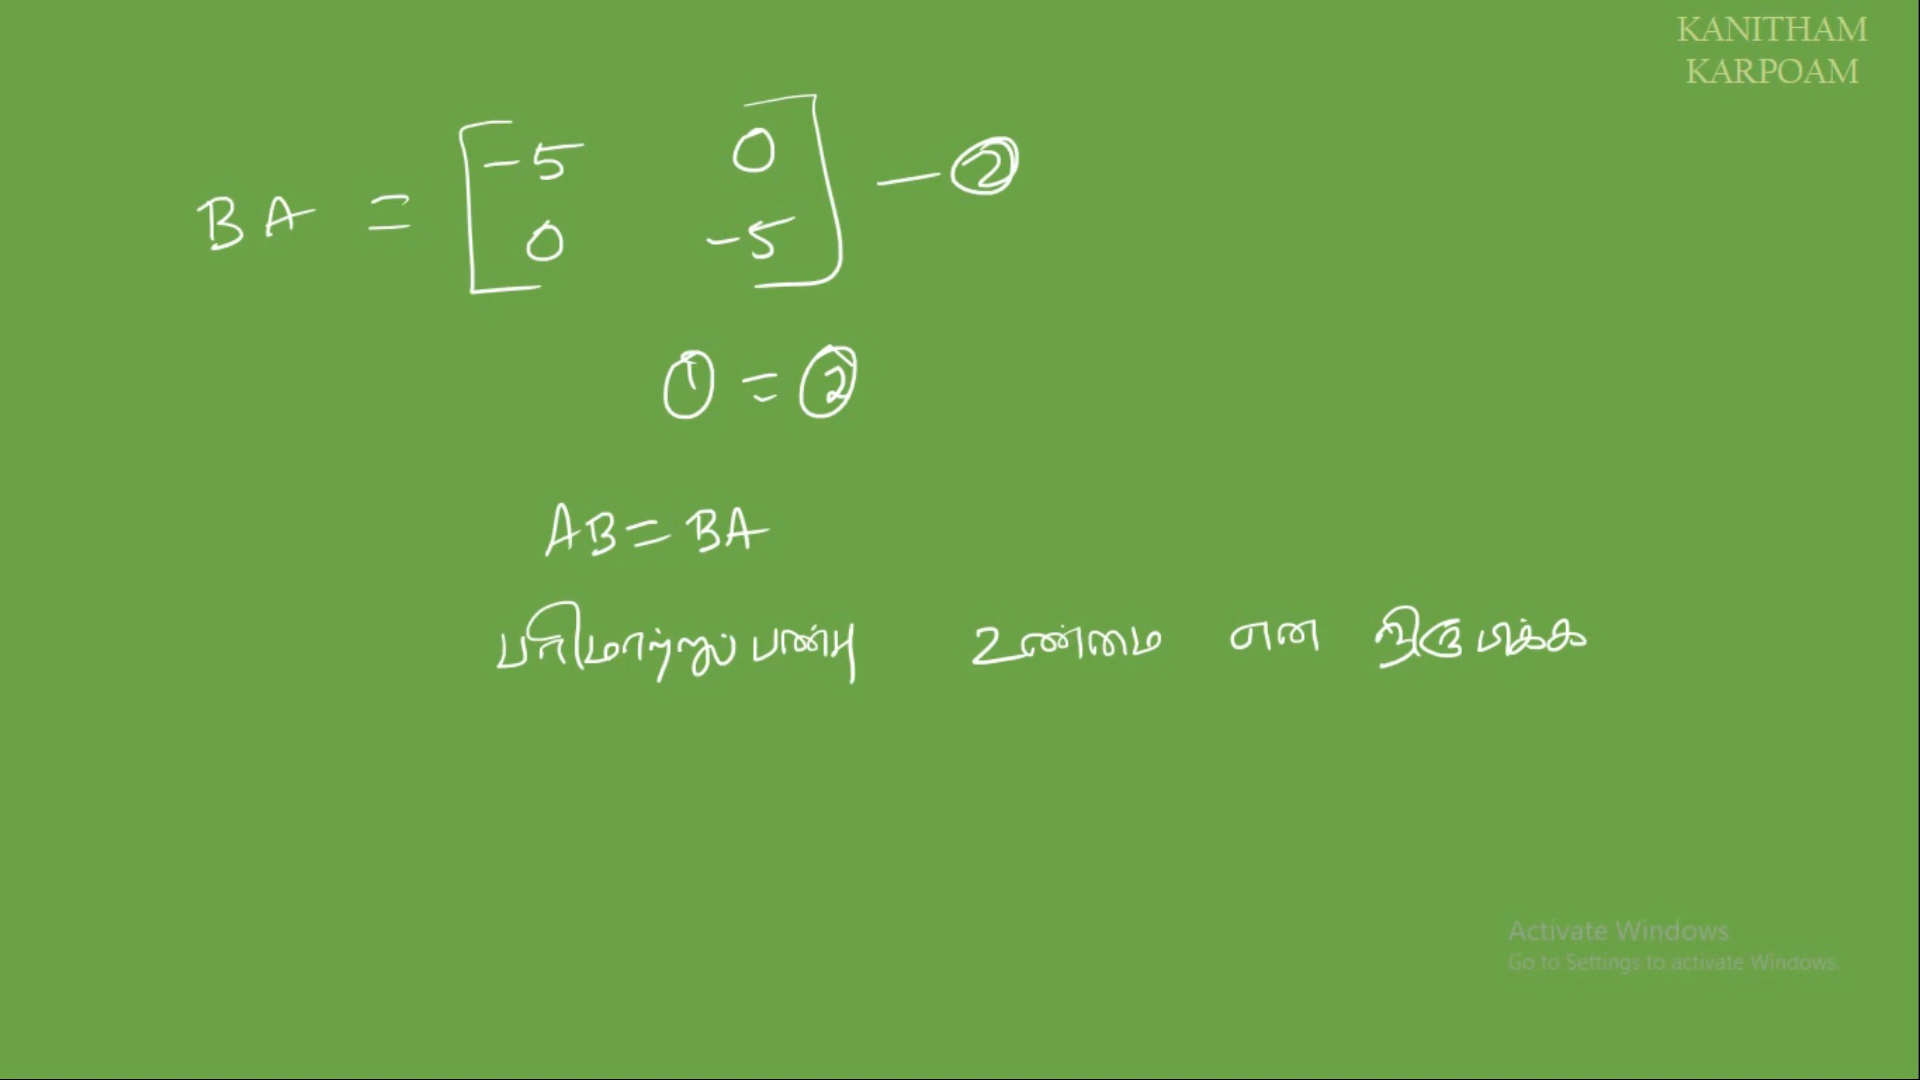 KANITHAM
KARPOAM
BA = [ -5 0 ] — ②
[ 0 -5 ]
① = ②
AB = BA
பரிமாற்றுப் பண்பு உண்மை என நிரூபிக்க
Activate Windows
Go to Settings to activate Windows.